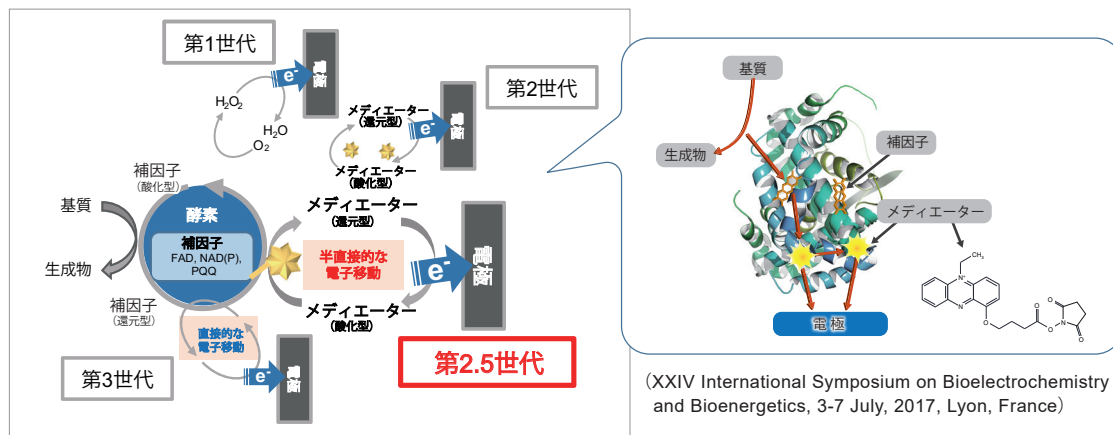 第1世代
e-
電極
H2O2
H2O
O2
第2世代
メディエーター
(還元型)
e-
電極
メディエーター
(酸化型)
補因子
(酸化型)
基質
酵素
補因子
FAD, NAD(P),
PQQ
生成物
補因子
(還元型)
メディエーター
(還元型)
半直接的な
電子移動
e-
電極
メディエーター
(酸化型)
直接的な
電子移動
e-
電極
第3世代
第2.5世代
基質
生成物
補因子
メディエーター
電極
CH3
N+
N
O
O
O
O
N
O
(XXIV International Symposium on Bioelectrochemistry
and Bioenergetics, 3-7 July, 2017, Lyon, France)